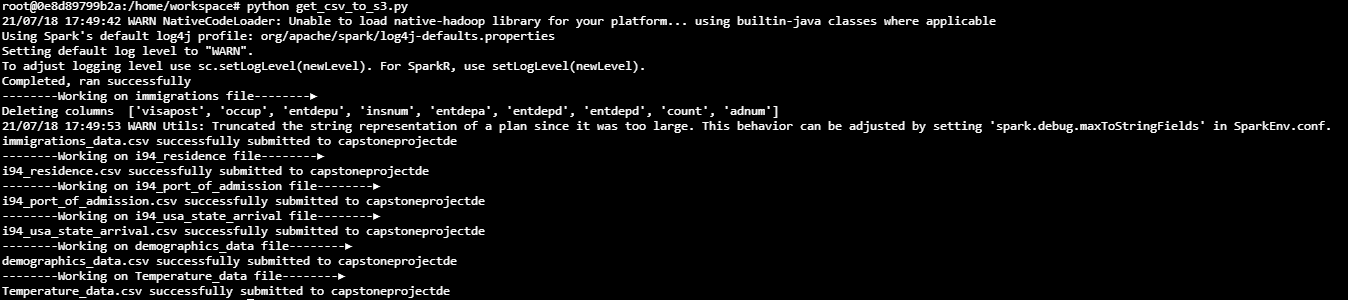 root@0e8d89799b2a:/home/workspace# python get_csv_to_s3.py
21/07/18 17:49:42 WARN NativeCodeLoader: Unable to load native-hadoop library for your platform... using builtin-java classes where applicable
Using Spark's default log4j profile: org/apache/spark/log4j-defaults.properties
Setting default log level to "WARN".
To adjust logging level use sc.setLogLevel(newLevel). For SparkR, use setLogLevel(newLevel).
Completed, ran successfully
--------Working on immigrations file--------►
Deleting columns  ['visapost', 'occup', 'entdepu', 'insnum', 'entdepa', 'entdepd', 'entdepd', 'count', 'adnum']
21/07/18 17:49:53 WARN Utils: Truncated the string representation of a plan since it was too large. This behavior can be adjusted by setting 'spark.debug.maxToStringFields' in SparkEnv.conf.
immigrations_data.csv successfully submitted to capstoneprojectde
--------Working on i94_residence file--------►
i94_residence.csv successfully submitted to capstoneprojectde
--------Working on i94_port_of_admission file--------►
i94_port_of_admission.csv successfully submitted to capstoneprojectde
--------Working on i94_usa_state_arrival file--------►
i94_usa_state_arrival.csv successfully submitted to capstoneprojectde
--------Working on demographics_data file--------►
demographics_data.csv successfully submitted to capstoneprojectde
--------Working on Temperature_data file--------►
Temperature_data.csv successfully submitted to capstoneprojectde